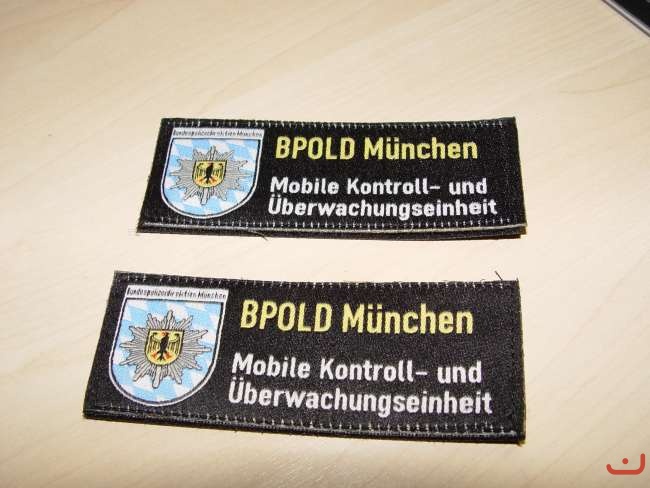 Bundespolizeidirektion München
BPOLD München
Mobile Kontroll- und
Überwachungseinheit
Bundespolizeidirektion München
BPOLD München
Mobile Kontroll- und
Überwachungseinheit